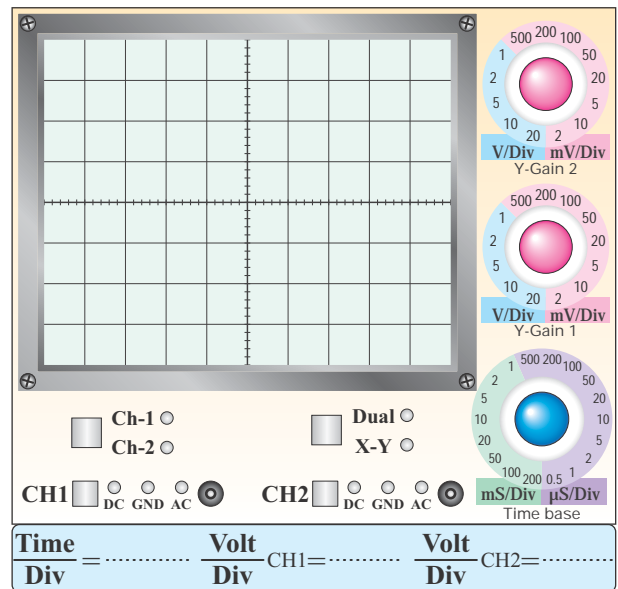 500 200 100
1 50
2 20
5 5
10 10
20 2
V/Div mV/Div
Y-Gain 2
500 200 100
1 50
2 20
5 5
10 10
20 2
V/Div mV/Div
Y-Gain 1
1 500 200 100
2 50
5 20
10 10
20 5
50 2
100 200 0.5 1
mS/Div µS/Div
Time base
Ch-1
Ch-2
Dual
X-Y
CH1 DC GND AC
CH2 DC GND AC
Time/Div = ............... Volt/Div CH1= ........... Volt/Div CH2= ...............